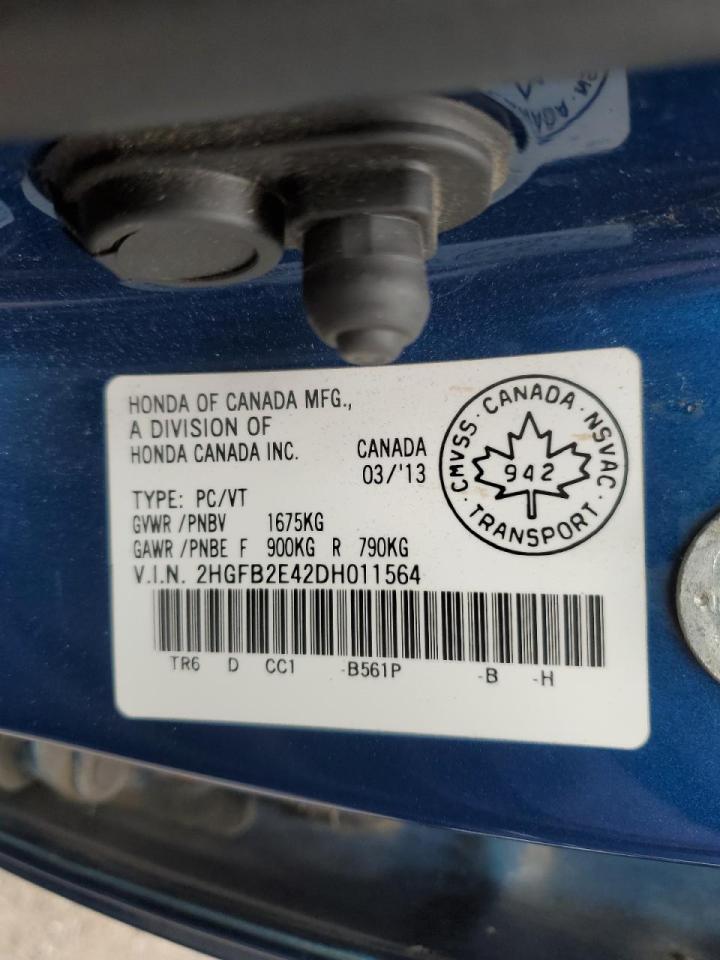 HONDA OF CANADA MFG.,
A DIVISION OF
HONDA CANADA INC.
CANADA
03/'13
TYPE: PC/VT
GVWR /PNBV 1675KG
GAWR /PNBE F 900KG R 790KG
V.I.N. 2HGFB2E42DH011564
TR6 D CC1 -B561P -B -H
CMVSS · CANADA · NSVAC
942
· TRANSPORT ·